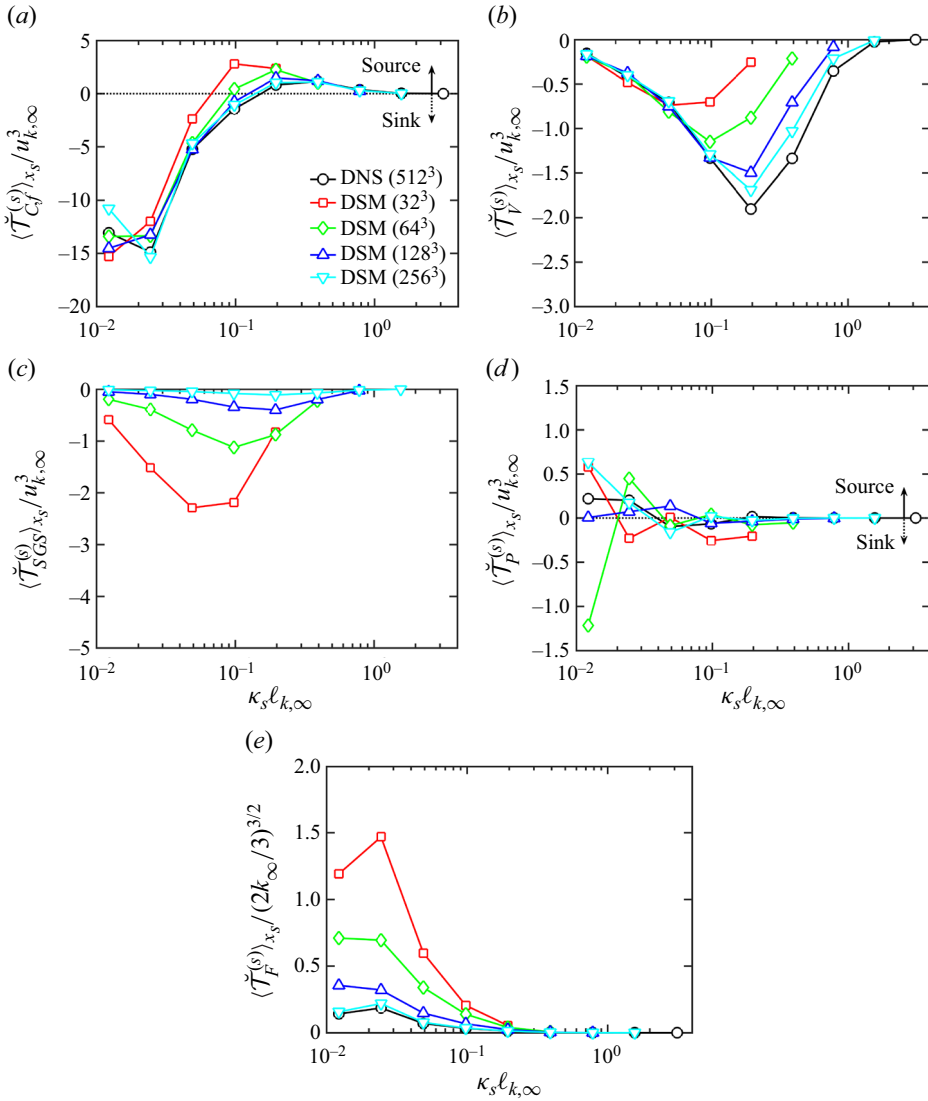 (a)
⟨𝒯̆_{C,f}^{(s)}⟩_{x_s}/u_{k,∞}^3
5
0
−5
−10
−15
−20
10^{−2} 10^{−1} 10^0
Source
Sink
DNS (512^3)
DSM (32^3)
DSM (64^3)
DSM (128^3)
DSM (256^3)
(b)
⟨𝒯̆_V^{(s)}⟩_{x_s}/u_{k,∞}^3
0
−0.5
−1.0
−1.5
−2.0
−2.5
−3.0
10^{−2} 10^{−1} 10^0
(c)
⟨𝒯̆_{SGS}^{(s)}⟩_{x_s}/u_{k,∞}^3
0
−1
−2
−3
−4
−5
10^{−2} 10^{−1} 10^0
κ_s ℓ_{k,∞}
(d)
⟨𝒯̆_P^{(s)}⟩_{x_s}/u_{k,∞}^3
1.5
1.0
0.5
0
−0.5
−1.0
−1.5
10^{−2} 10^{−1} 10^0
Source
Sink
κ_s ℓ_{k,∞}
(e)
⟨𝒯̆_F^{(s)}⟩_{x_s}/(2k_∞/3)^{3/2}
2.0
1.5
1.0
0.5
0
10^{−2} 10^{−1} 10^0
κ_s ℓ_{k,∞}